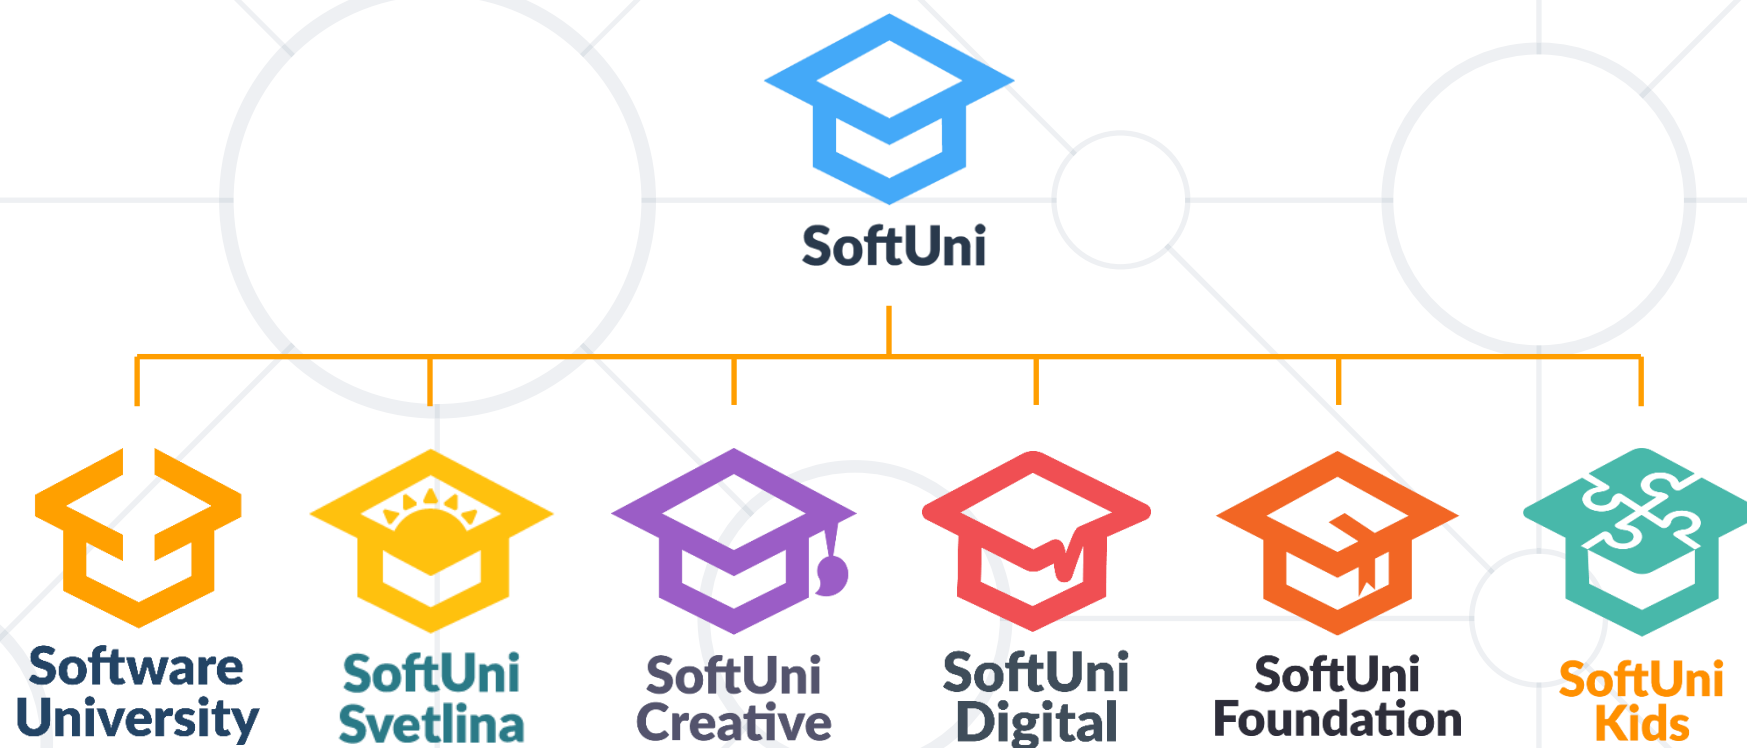 SoftUni
Software
University
SoftUni
Svetlina
SoftUni
Creative
SoftUni
Digital
SoftUni
Foundation
SoftUni
Kids